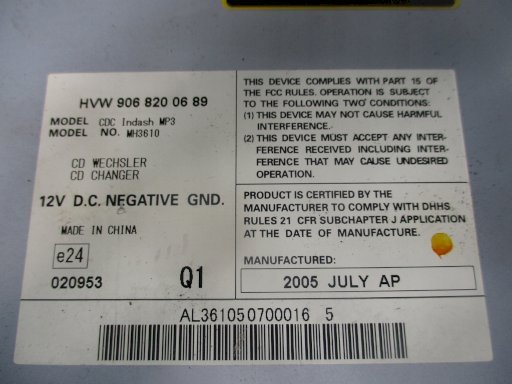 HVW 906 820 06 89
MODEL CDC Indash MP3
MODEL NO. MH3610
CD WECHSLER
CD CHANGER
12V D.C. NEGATIVE GND.
MADE IN CHINA
e24
020953 Q1
THIS DEVICE COMPLIES WITH PART 15 OF
THE FCC RULES. OPERATION IS SUBJECT
TO THE FOLLOWING TWO CONDITIONS:
(1) THIS DEVICE MAY NOT CAUSE HARMFUL
INTERFERENCE.
(2) THIS DEVICE MUST ACCEPT ANY INTER-
FERENCE RECEIVED INCLUDING INTER-
FERENCE THAT MAY CAUSE UNDESIRED
OPERATION.
PRODUCT IS CERTIFIED BY THE
MANUFACTURER TO COMPLY WITH DHHS
RULES 21 CFR SUBCHAPTER J APPLICATION
AT THE DATE OF MANUFACTURE.
MANUFACTURED:
2005 JULY AP
AL361050700016 5